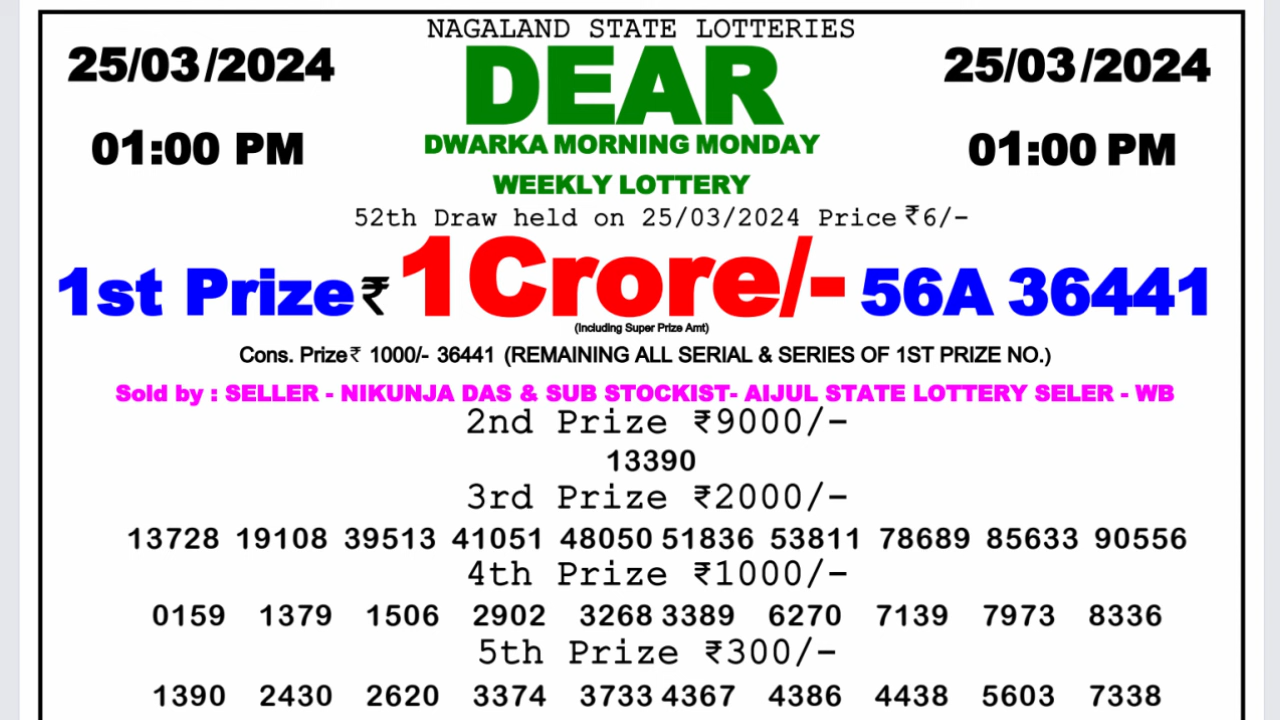 NAGALAND STATE LOTTERIES
25/03/2024 DEAR 25/03/2024
01:00 PM DWARKA MORNING MONDAY 01:00 PM
WEEKLY LOTTERY
52th Draw held on 25/03/2024 Price ₹6/-
1st Prize ₹ 1Crore/- 56A 36441
(Including Super Prize Amt)
Cons. Prize ₹ 1000/- 36441 (REMAINING ALL SERIAL & SERIES OF 1ST PRIZE NO.)
Sold by : SELLER - NIKUNJA DAS & SUB STOCKIST- AIJUL STATE LOTTERY SELER - WB
2nd Prize ₹9000/-
13390
3rd Prize ₹2000/-
13728 19108 39513 41051 48050 51836 53811 78689 85633 90556
4th Prize ₹1000/-
0159 1379 1506 2902 3268 3389 6270 7139 7973 8336
5th Prize ₹300/-
1390 2430 2620 3374 3733 4367 4386 4438 5603 7338